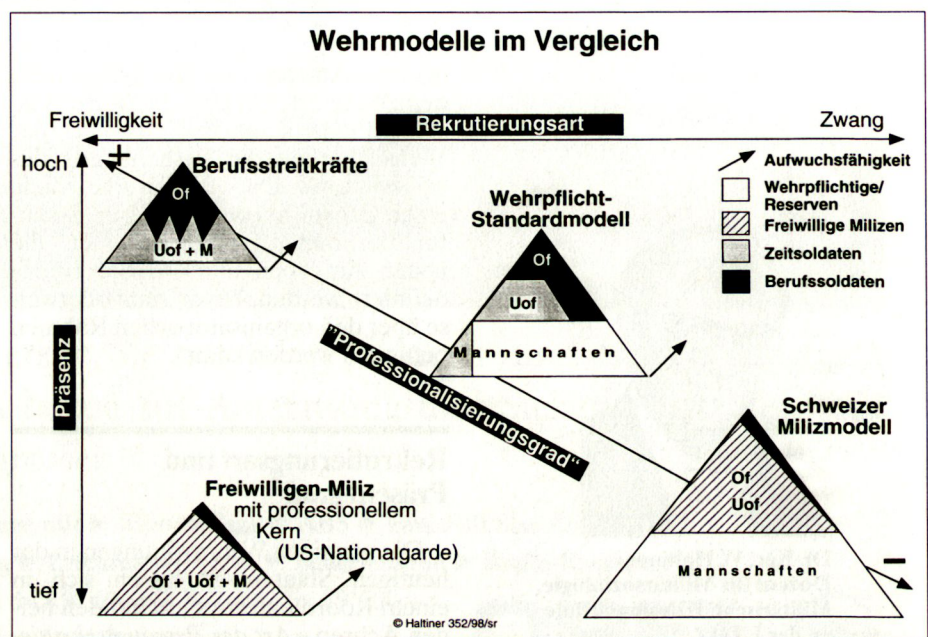 Wehrmodelle im Vergleich
Freiwilligkeit
Rekrutierungsart
Zwang
hoch
+
Berufsstreitkräfte
Of
Uof + M
Wehrpflicht-
Standardmodell
Of
Uof
Mannschaften
Aufwuchsfähigkeit
Wehrpflichtige/
Reserven
Freiwillige Milizen
Zeitsoldaten
Berufssoldaten
Präsenz
"Professionalisierungsgrad"
Schweizer
Milizmodell
Of
Uof
Mannschaften
–
Freiwilligen-Miliz
mit professionellem
Kern
(US-Nationalgarde)
Of + Uof + M
tief
© Haltiner 352/98/sr